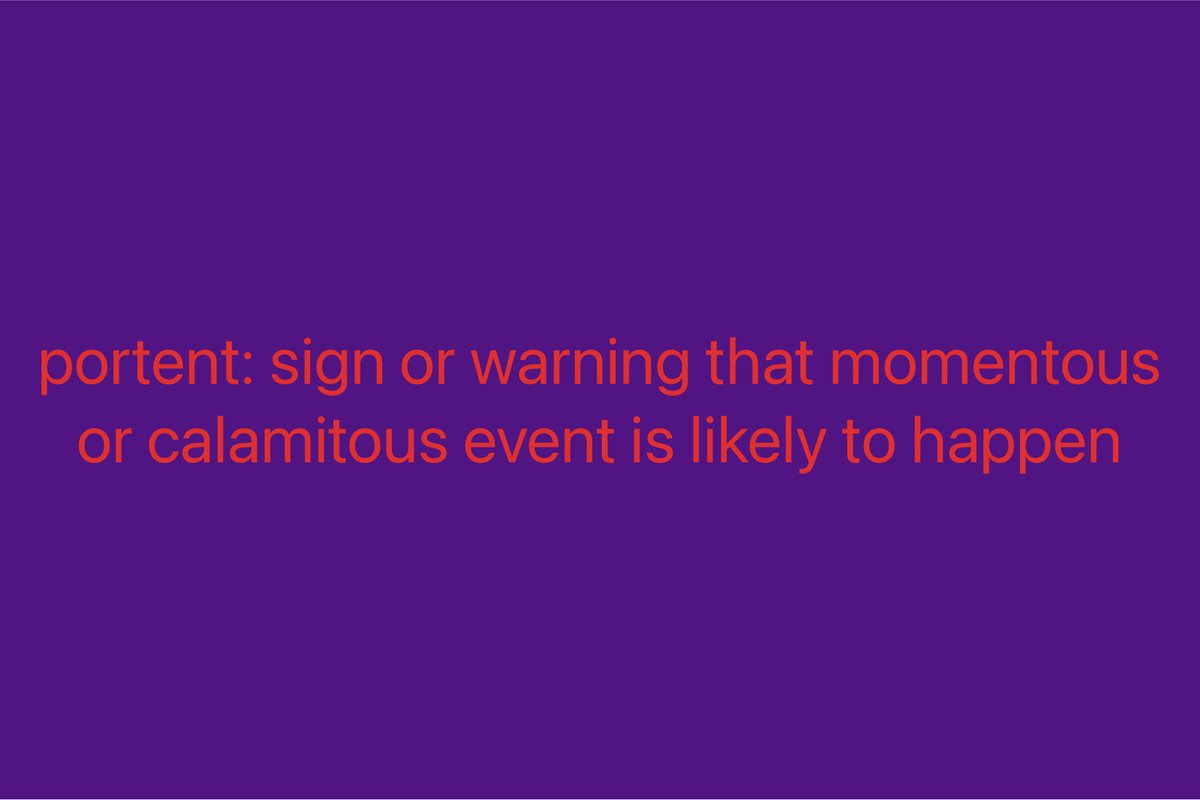 portent: sign or warning that momentous
or calamitous event is likely to happen